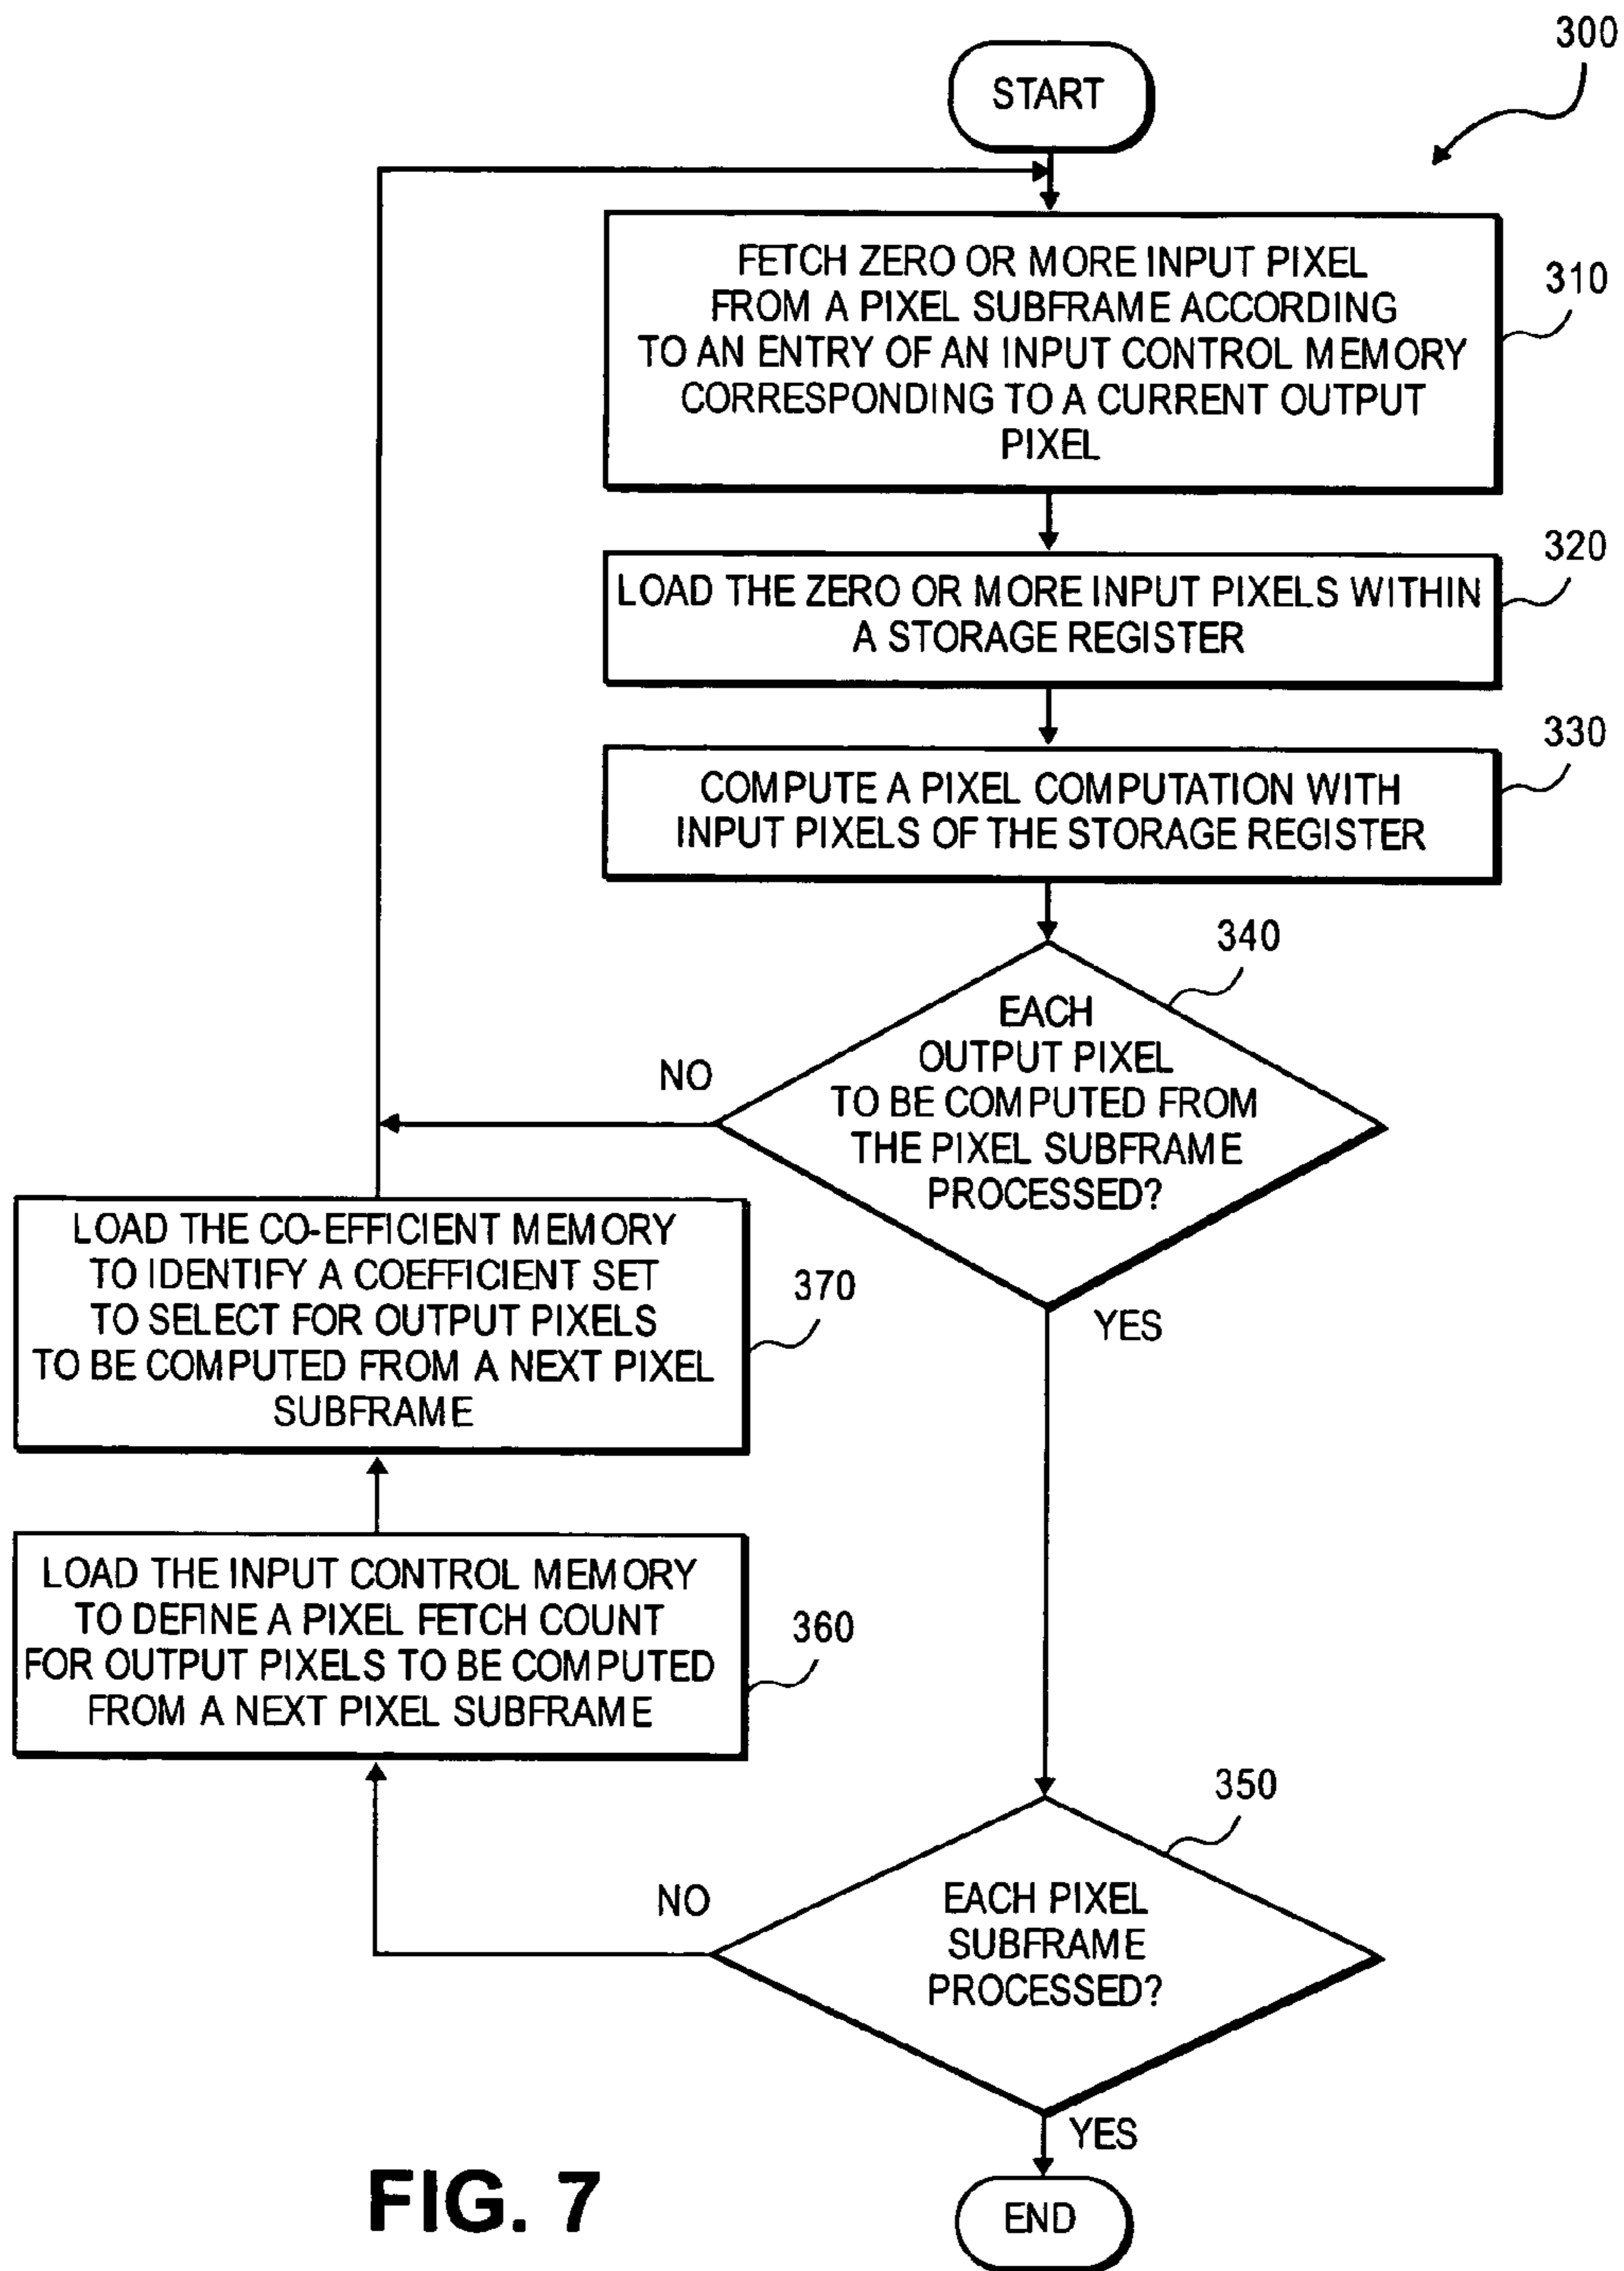 300
START
FETCH ZERO OR MORE INPUT PIXEL
FROM A PIXEL SUBFRAME ACCORDING
TO AN ENTRY OF AN INPUT CONTROL MEMORY
CORRESPONDING TO A CURRENT OUTPUT
PIXEL
310
LOAD THE ZERO OR MORE INPUT PIXELS WITHIN
A STORAGE REGISTER
320
COMPUTE A PIXEL COMPUTATION WITH
INPUT PIXELS OF THE STORAGE REGISTER
330
340
EACH
OUTPUT PIXEL
TO BE COMPUTED FROM
THE PIXEL SUBFRAME
PROCESSED?
NO
YES
LOAD THE CO-EFFICIENT MEMORY
TO IDENTIFY A COEFFICIENT SET
TO SELECT FOR OUTPUT PIXELS
TO BE COMPUTED FROM A NEXT PIXEL
SUBFRAME
370
LOAD THE INPUT CONTROL MEMORY
TO DEFINE A PIXEL FETCH COUNT
FOR OUTPUT PIXELS TO BE COMPUTED
FROM A NEXT PIXEL SUBFRAME
360
350
EACH PIXEL
SUBFRAME
PROCESSED?
NO
YES
END
FIG. 7